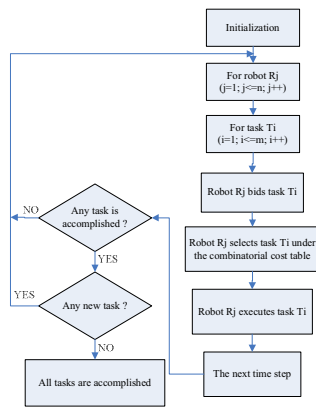 Initialization
For robot Rj
(j=1; j<=n; j++)
For task Ti
(i=1; i<=m; i++)
Robot Rj bids task Ti
Robot Rj selects task Ti under
the combinatorial cost table
Robot Rj executes task Ti
The next time step
Any task is
accomplished ?
NO
YES
Any new task ?
YES
NO
All tasks are accomplished